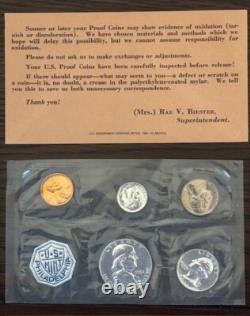 Sooner or later your Proof Coins may show evidence of oxidation (tar-
nish or discoloration). We have chosen materials and methods which we
hope will delay this possibility, but we cannot assume responsibility for
oxidation.
Please do not ask us to make exchanges or adjustments.
Your U.S. Proof Coins have been carefully inspected before release!
If there should appear—what may seem to you—a defect or scratch on
a coin—it is, no doubt, a crease in the polyethylene-coated mylar. We tell
you this to save us both unnecessary correspondence.
Thank you!
(Mrs.) RAE V. BIESTER,
Superintendent.
U.S.
MINT
PHILADELPHIA